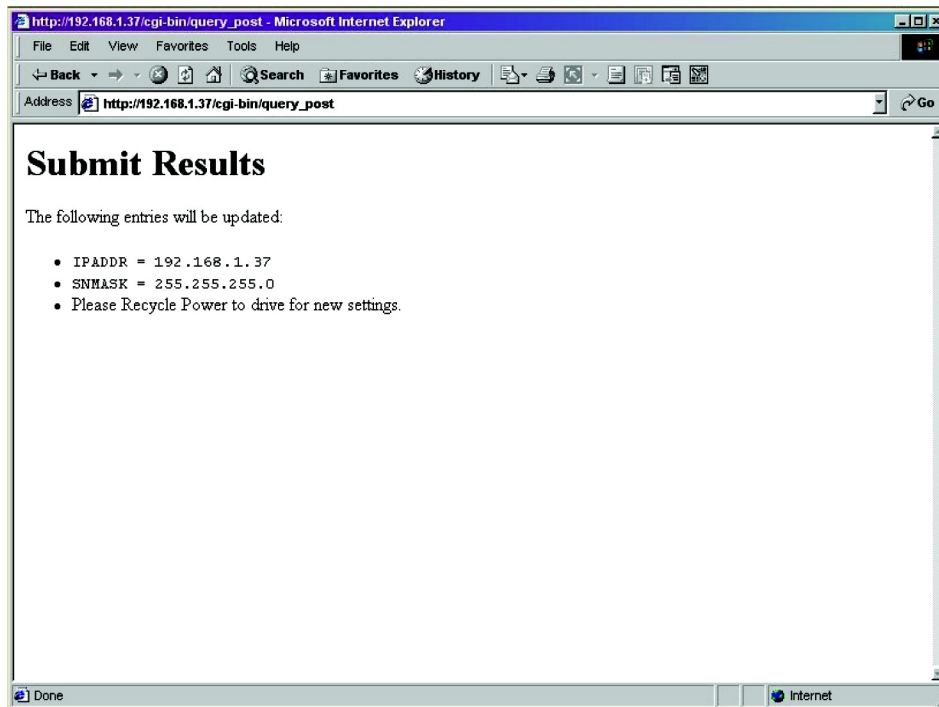 http://192.168.1.37/cgi-bin/query_post - Microsoft Internet Explorer
File Edit View Favorites Tools Help
Back Search Favorites History
Address http://192.168.1.37/cgi-bin/query_post Go
Submit Results
The following entries will be updated:
• IPADDR = 192.168.1.37
• SNMASK = 255.255.255.0
• Please Recycle Power to drive for new settings.
Done Internet